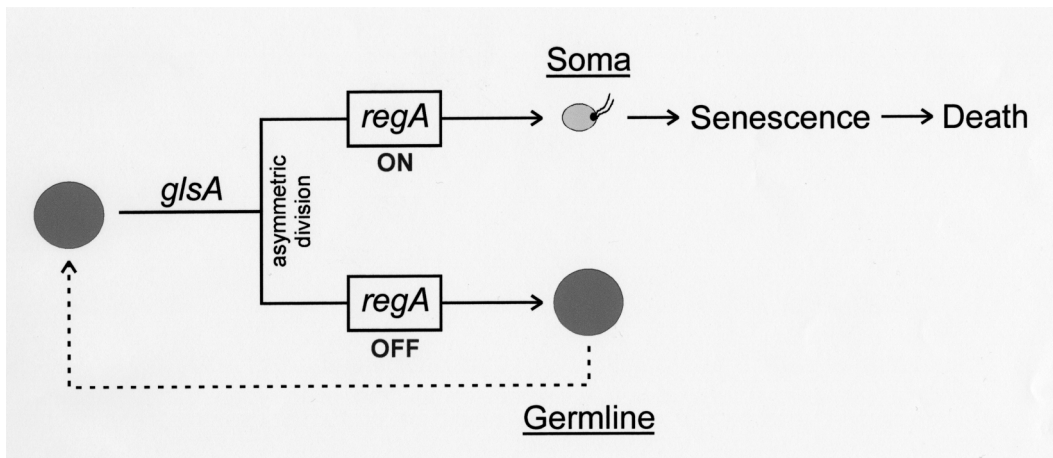 Soma
regA
ON
Senescence
Death
glsA
asymmetric
division
regA
OFF
Germline